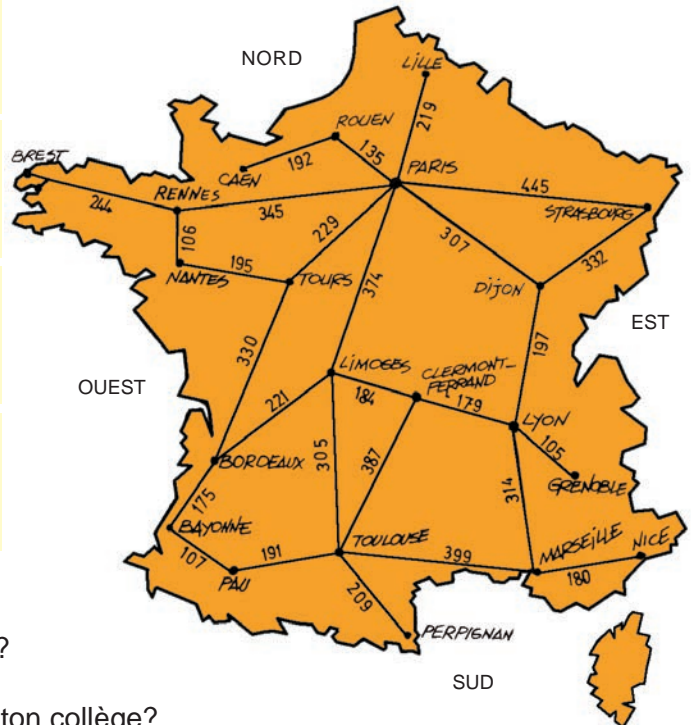 NORD
LILLE
219
ROUEN
192
135
PARIS
BREST
CAEN
RENNES
445
STRASBOURG
244
345
229
307
332
106
195
NANTES
TOURS
374
DIJON
EST
197
330
OUEST
LIMOGES
CLERMONT-
FERRAND
184
179
221
LYON
105
305
387
BORDEAUX
GRENOBLE
314
175
BAYONNE
TOULOUSE
399
MARSEILLE
NICE
107
191
180
PAU
209
PERPIGNAN
?
SUD
ton collège?